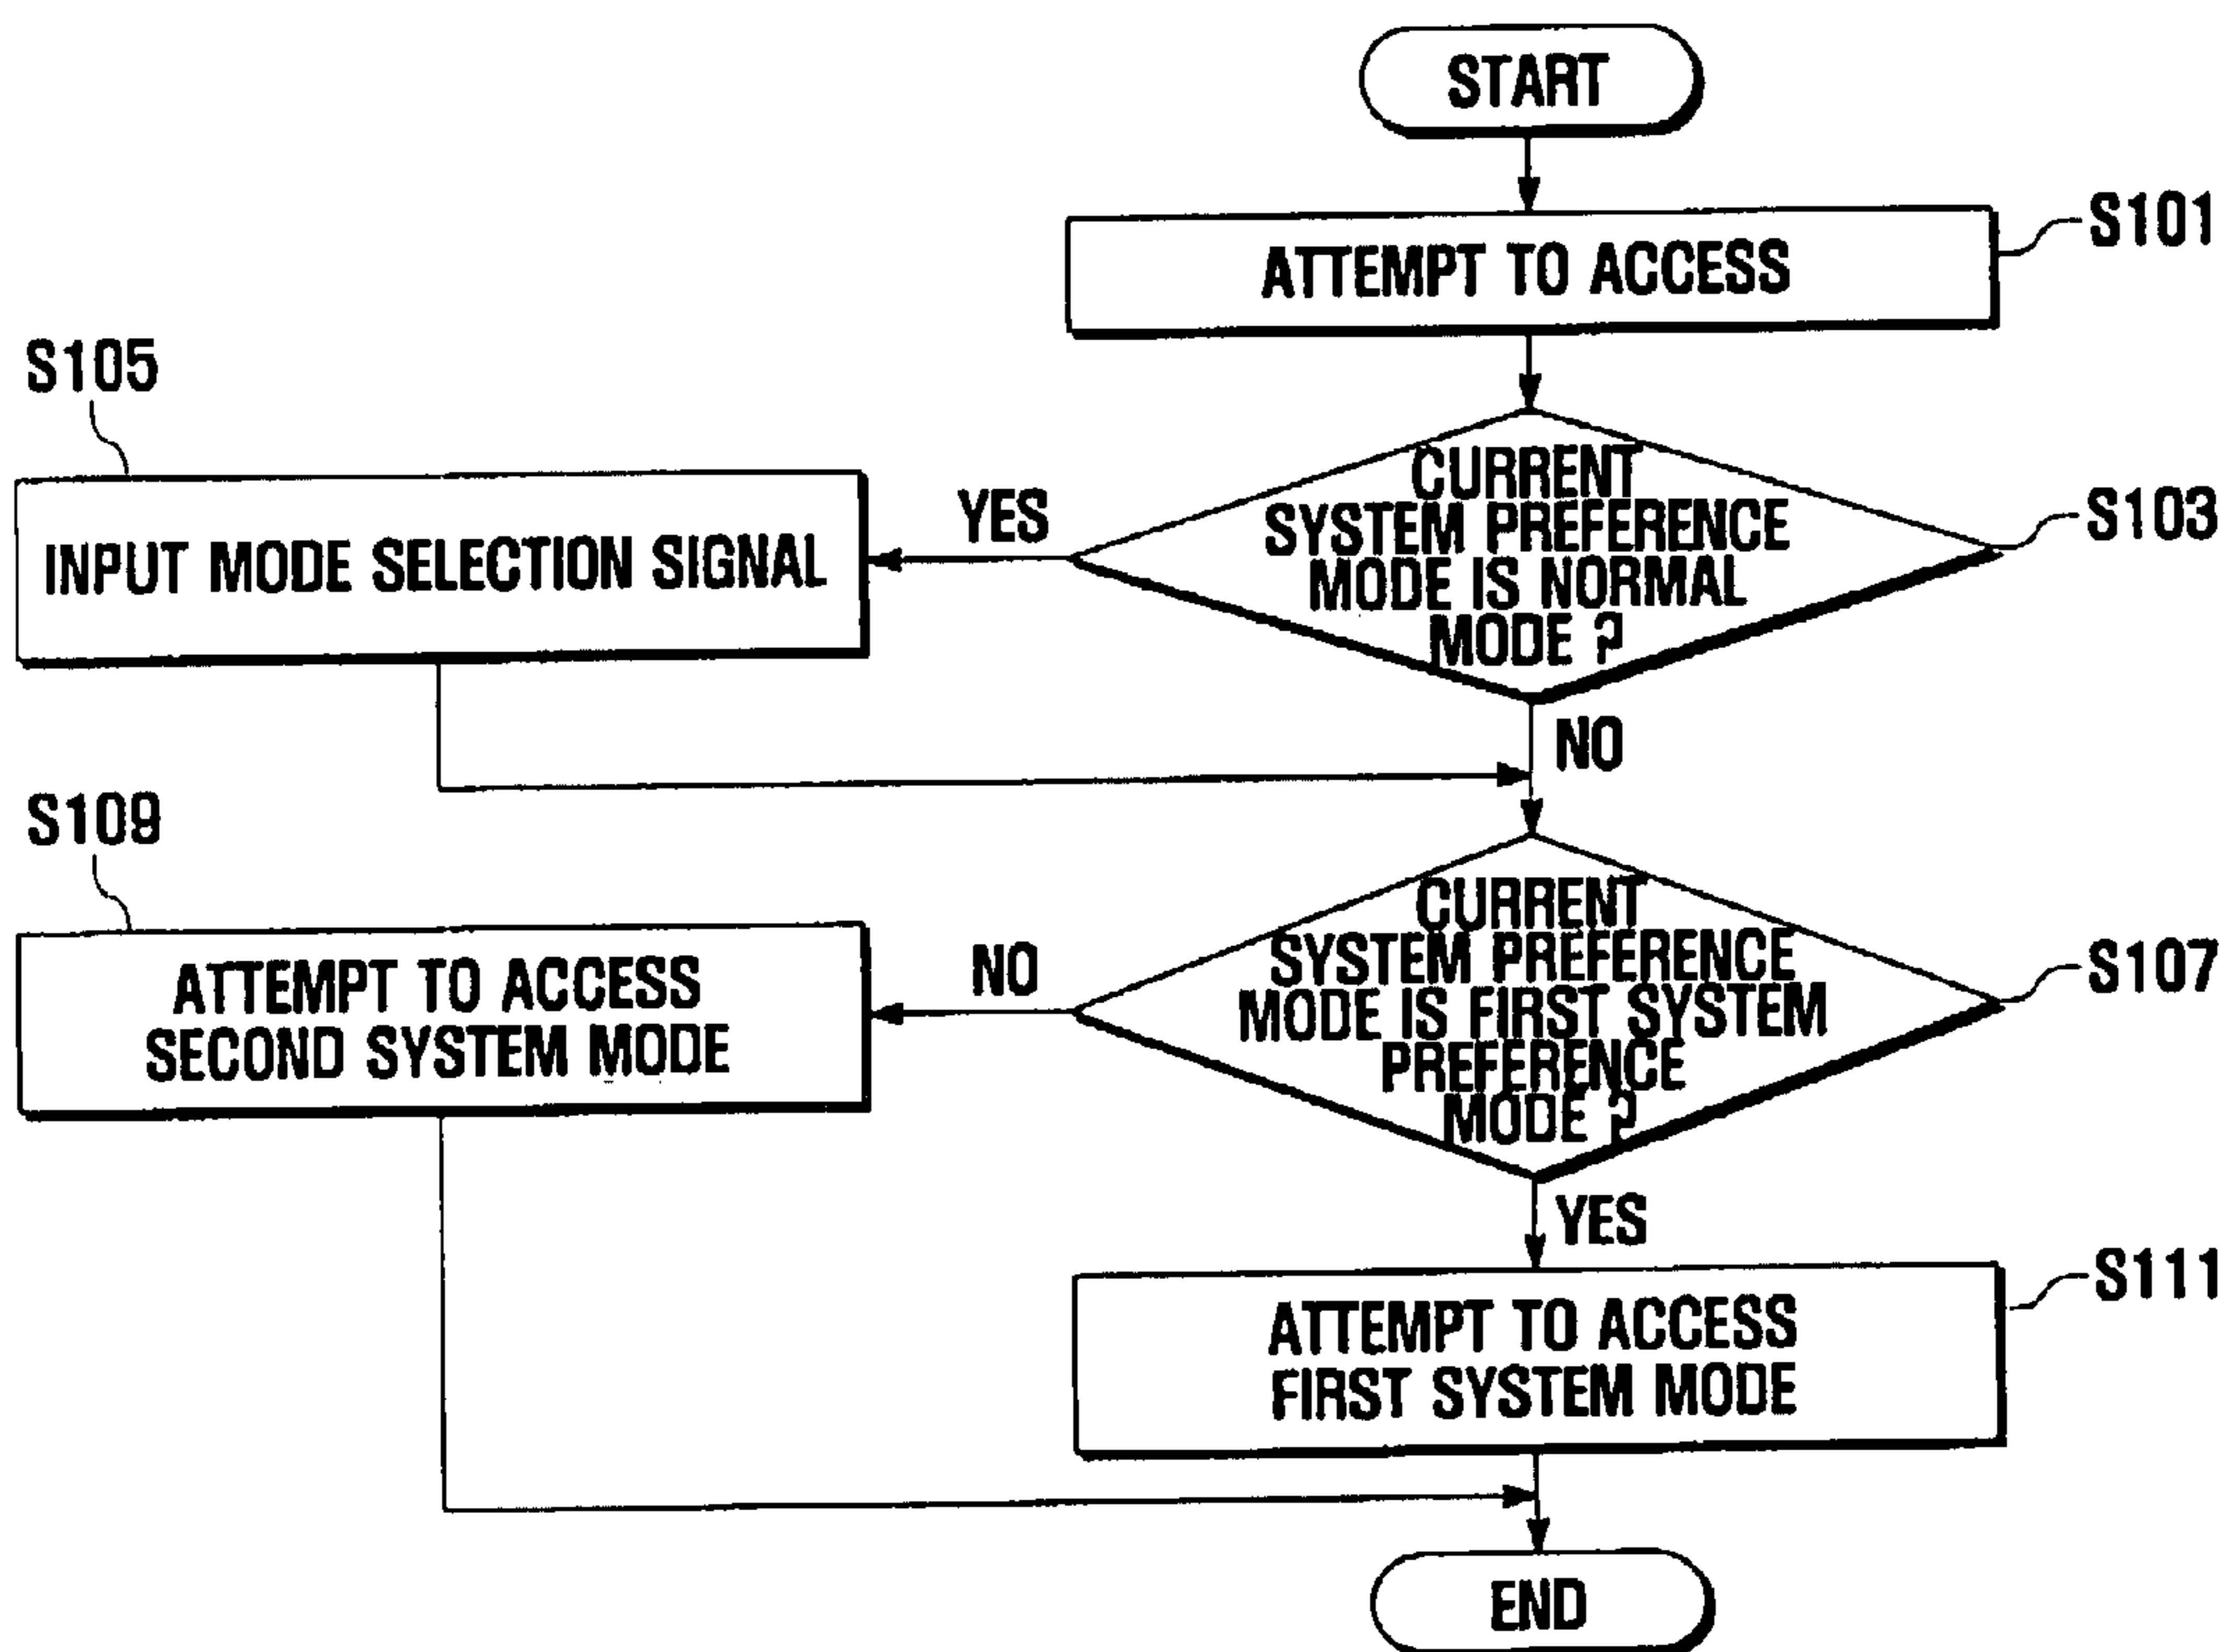 START
ATTEMPT TO ACCESS
S101
S105
CURRENT
SYSTEM PREFERENCE
MODE IS NORMAL
MODE ?
S103
YES
INPUT MODE SELECTION SIGNAL
NO
S109
CURRENT
SYSTEM PREFERENCE
MODE IS FIRST SYSTEM
PREFERENCE
MODE ?
S107
NO
ATTEMPT TO ACCESS
SECOND SYSTEM MODE
YES
S111
ATTEMPT TO ACCESS
FIRST SYSTEM MODE
END